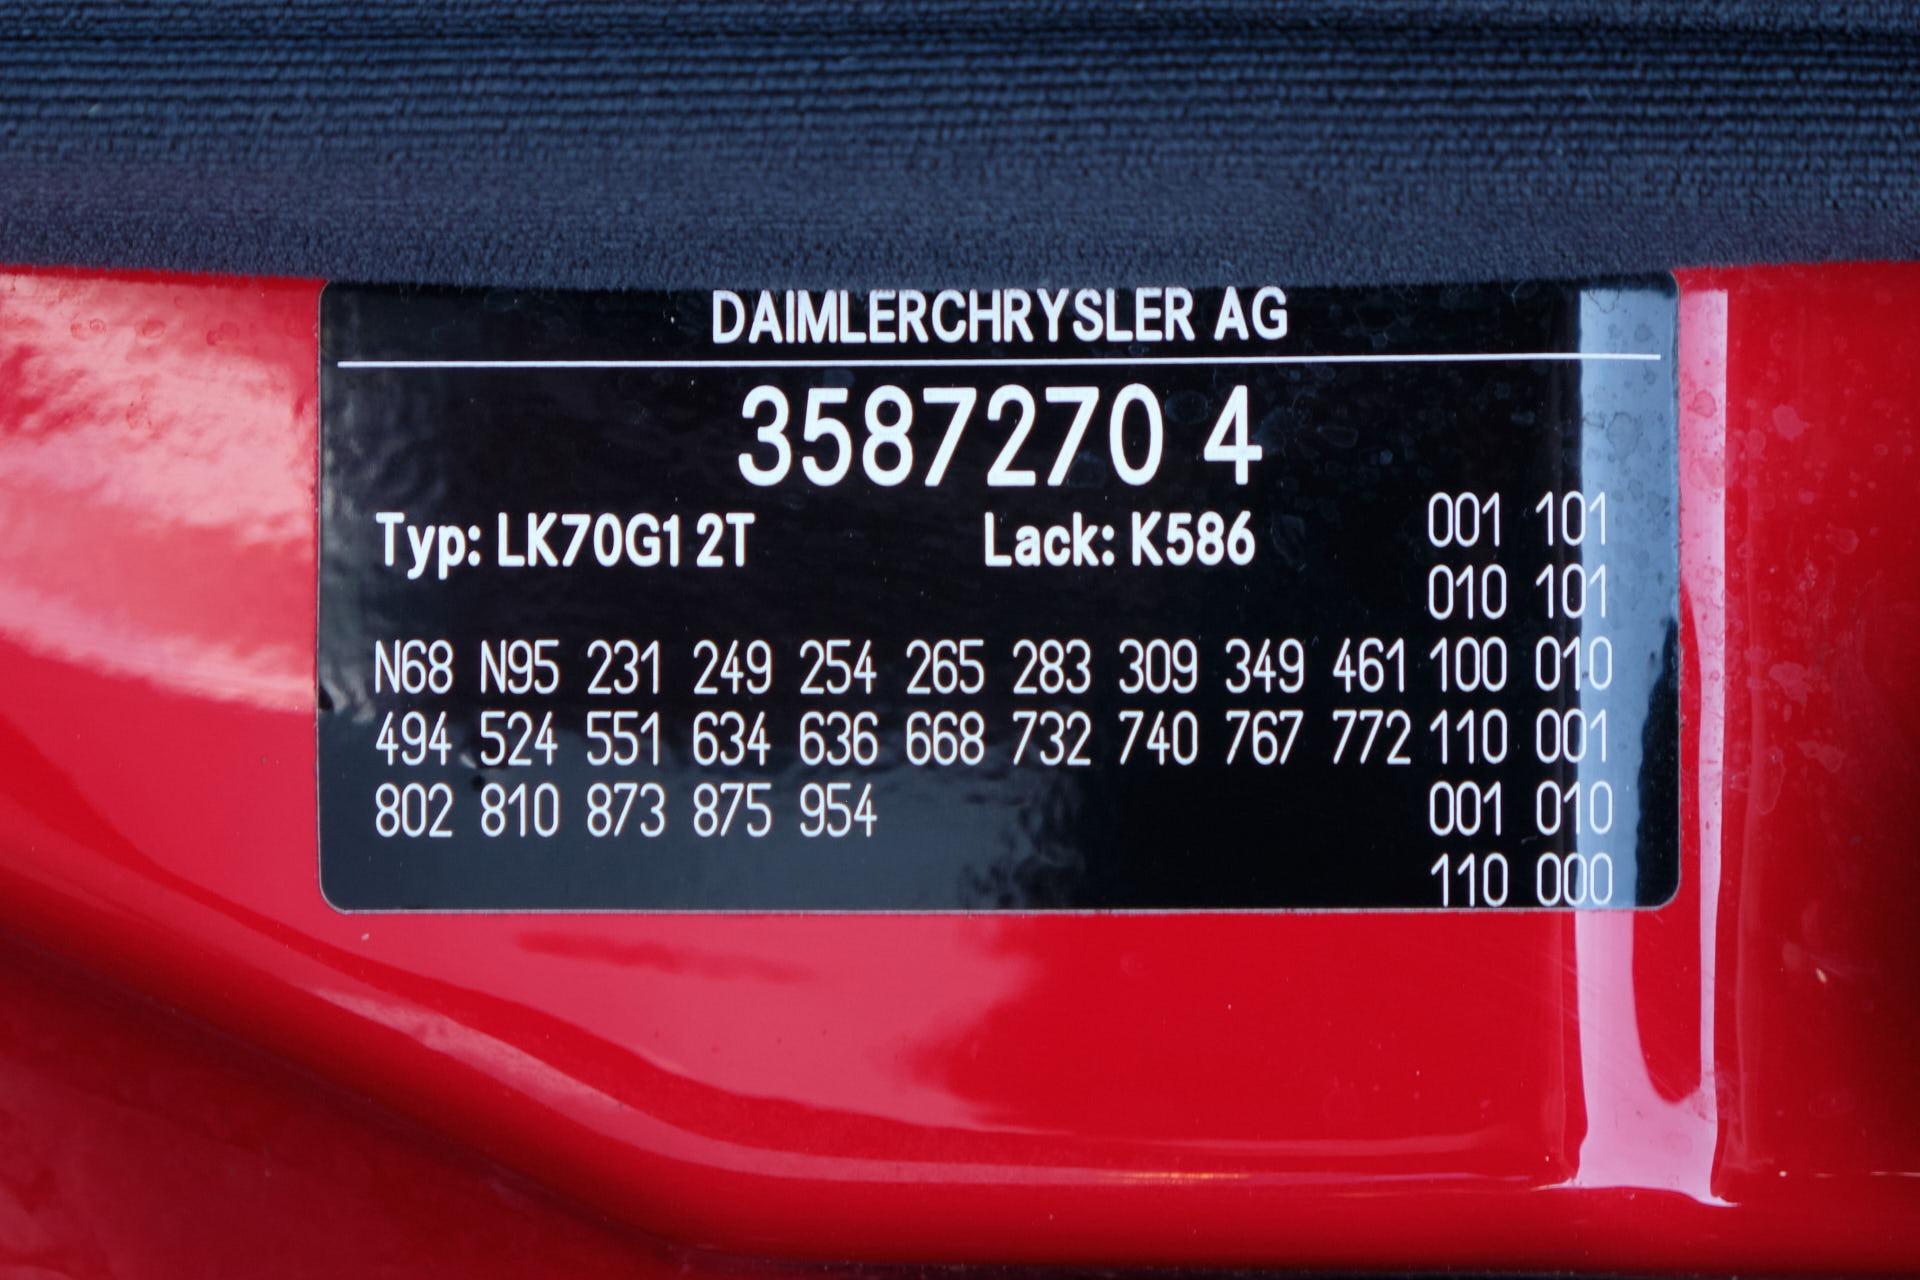 DAIMLERCHRYSLER AG
3587270 4
Typ: LK70G12T Lack: K586 001 101
010 101
N68 N95 231 249 254 265 283 309 349 461 100 010
494 524 551 634 636 668 732 740 767 772 110 001
802 810 873 875 954 001 010
110 000